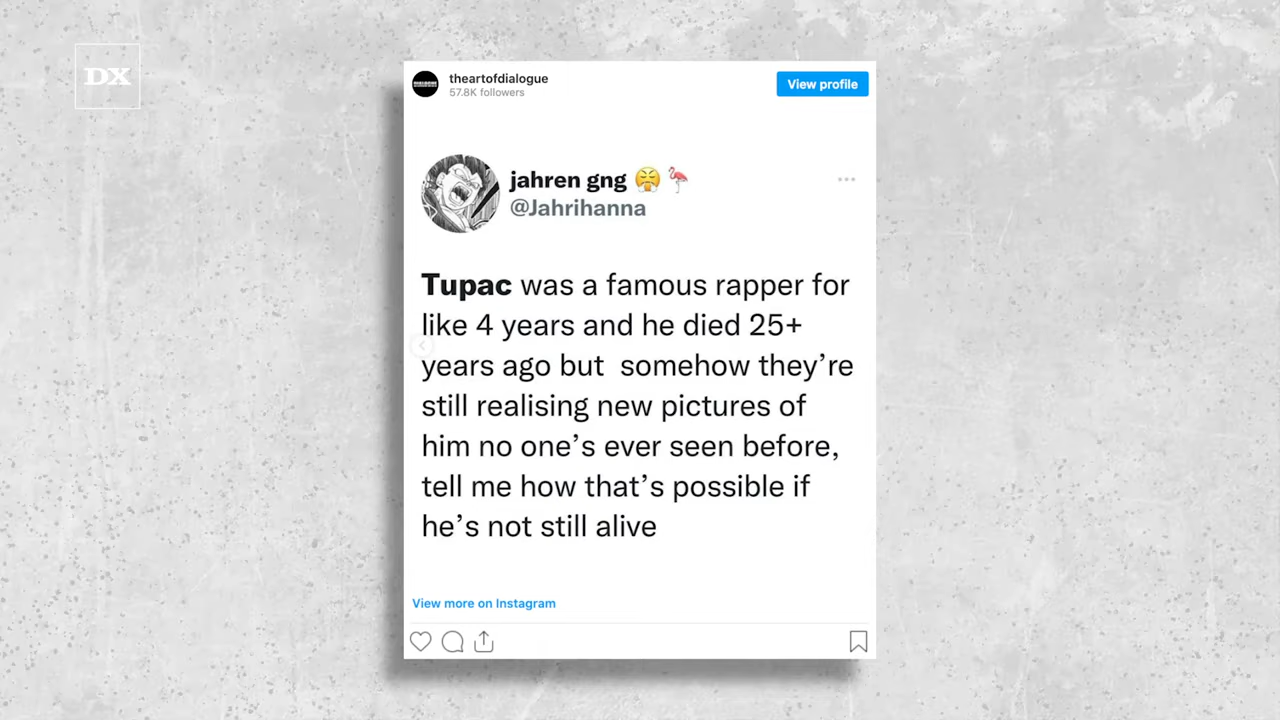 DX
theartofdialogue
57.8K followers
View profile
jahren gng 😤🦩
@Jahrihanna
Tupac was a famous rapper for
like 4 years and he died 25+
years ago but  somehow they’re
still realising new pictures of
him no one’s ever seen before,
tell me how that’s possible if
he’s not still alive
View more on Instagram